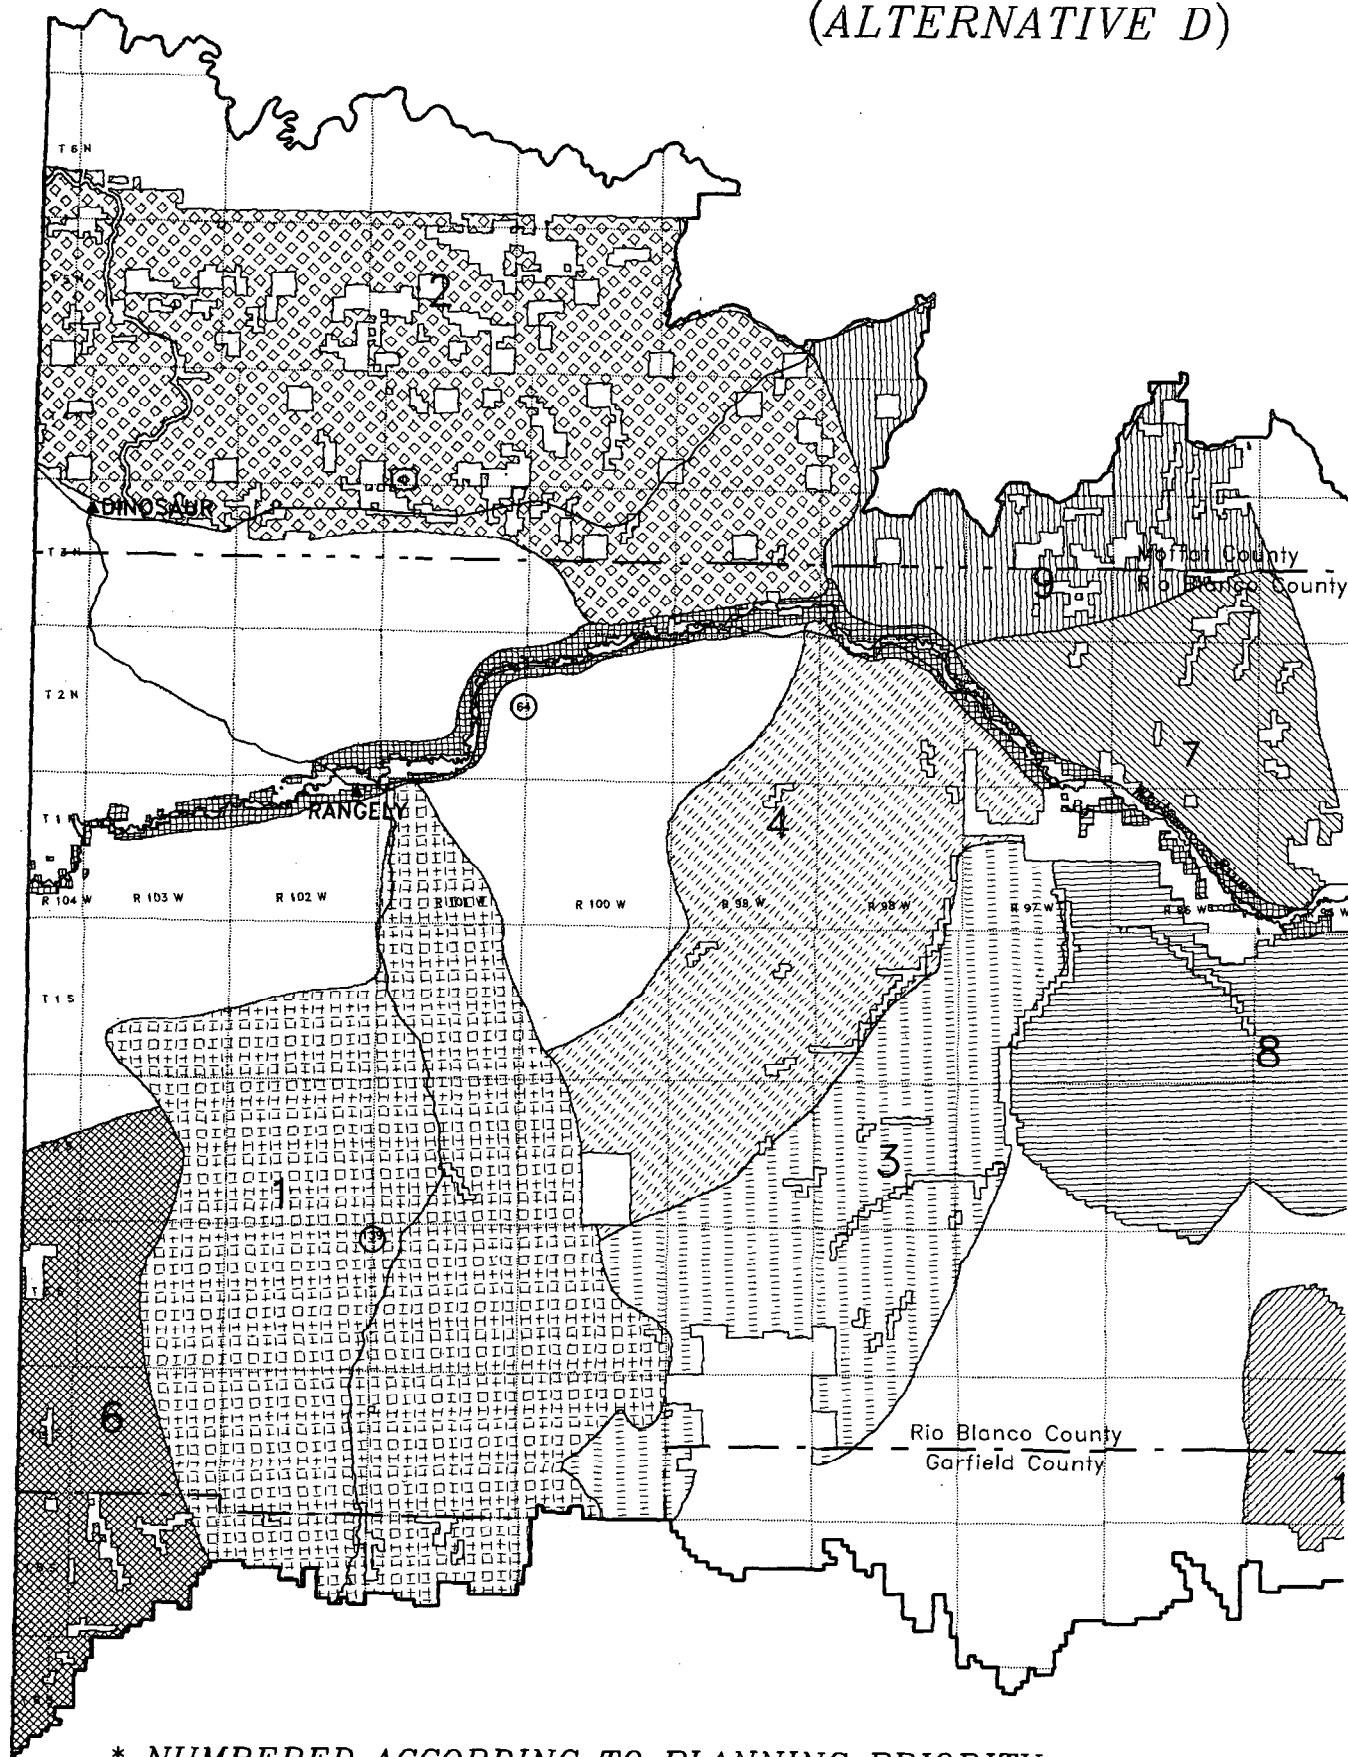 (ALTERNATIVE D)
T 6 N
T 5 N
2
DINOSAUR
T 3 N
Moffat County
Rio Blanco County
9
T 2 N
64
7
4
RANGELY
T 1 N
R 104 W
R 103 W
R 102 W
R 101 W
R 100 W
R 99 W
R 98 W
R 97 W
R 96 W
T 1 S
8
3
1
139
6
Rio Blanco County
Garfield County
1
* NUMBERED ACCORDING TO PLANNING PRIORITY